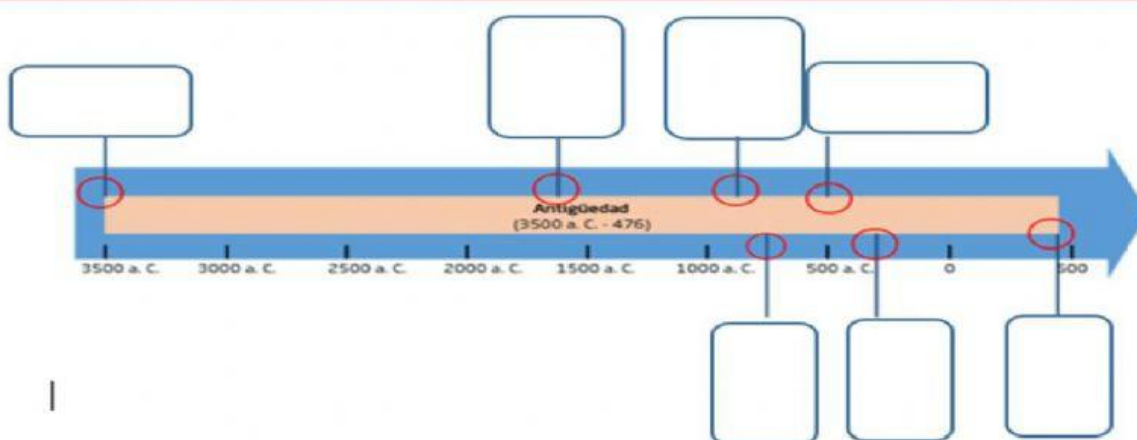 Antigüedad
(3500 a. C. - 476)
3500 a. C. 3000 a. C. 2500 a. C. 2000 a. C. 1500 a. C. 1000 a. C. 500 a. C. 0 500